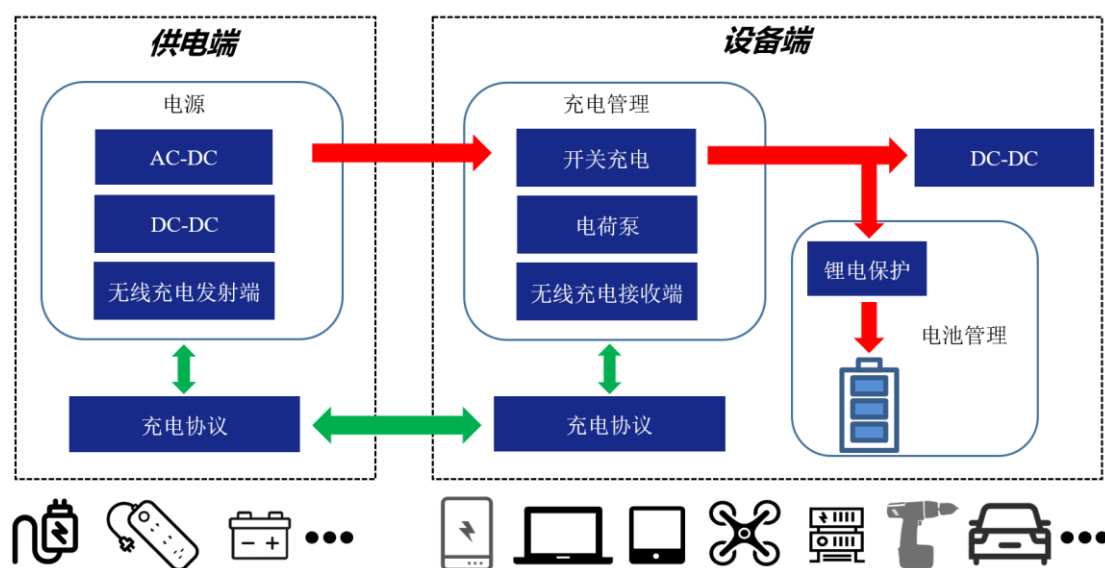 供电端
设备端
电源
AC-DC
DC-DC
无线充电发射端
充电协议
充电管理
开关充电
电荷泵
无线充电接收端
充电协议
DC-DC
锂电保护
电池管理